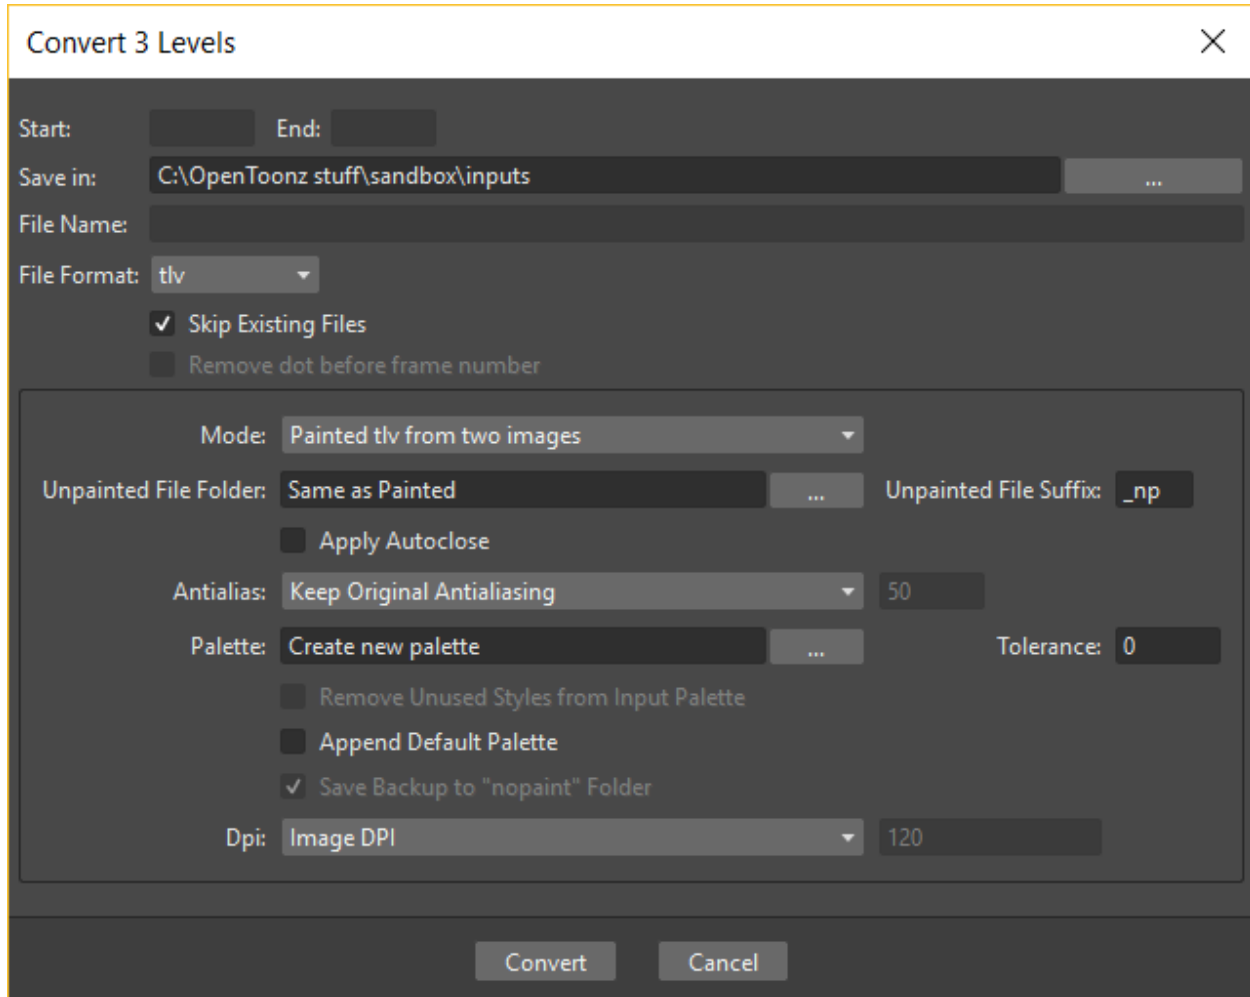 Convert 3 Levels
Start: End:
Save in: C:\OpenToonz stuff\sandbox\inputs ...
File Name:
File Format: tlv
Skip Existing Files
Remove dot before frame number
Mode: Painted tlv from two images
Unpainted File Folder: Same as Painted ... Unpainted File Suffix: _np
Apply Autoclose
Antialias: Keep Original Antialiasing 50
Palette: Create new palette ... Tolerance: 0
Remove Unused Styles from Input Palette
Append Default Palette
Save Backup to "nopaint" Folder
Dpi: Image DPI 120
Convert Cancel